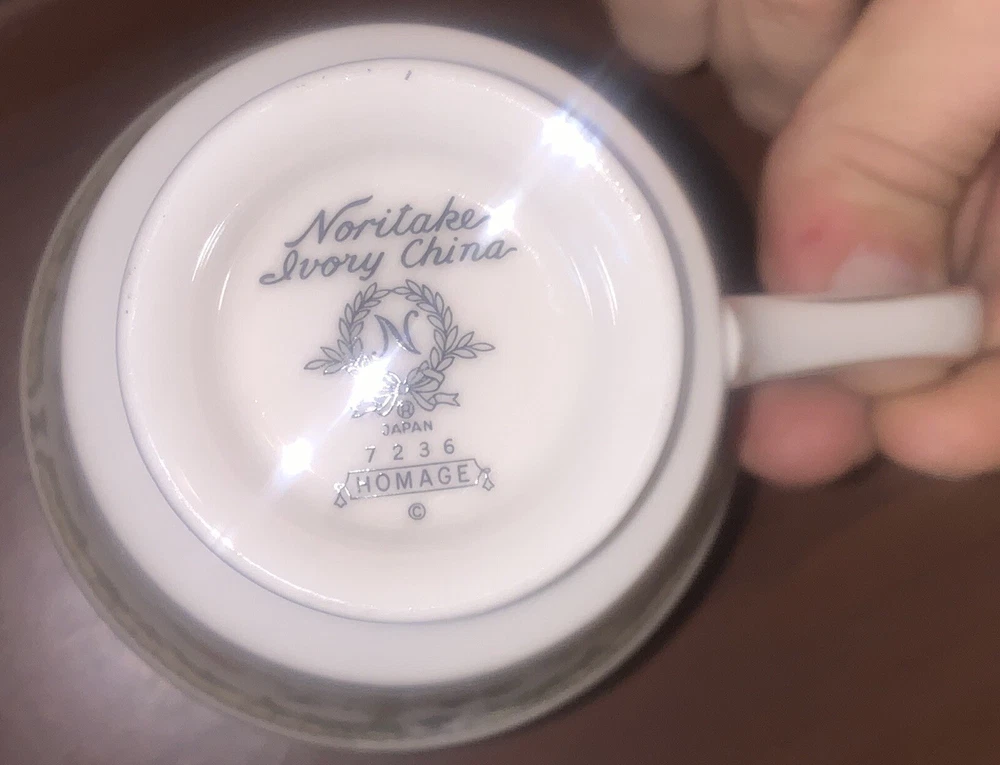 Noritake
Ivory China
N
®
JAPAN
7236
HOMAGE
©